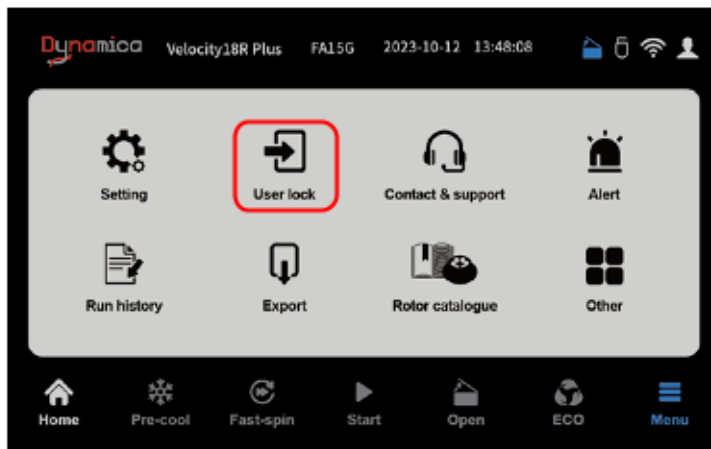 Dynamica Velocity18R Plus FA15G 2023-10-12 13:48:08
Setting User lock Contact & support Alert
Run history Export Rotor catalogue Other
Home Pre-cool Fast-spin Start Open ECO Menu